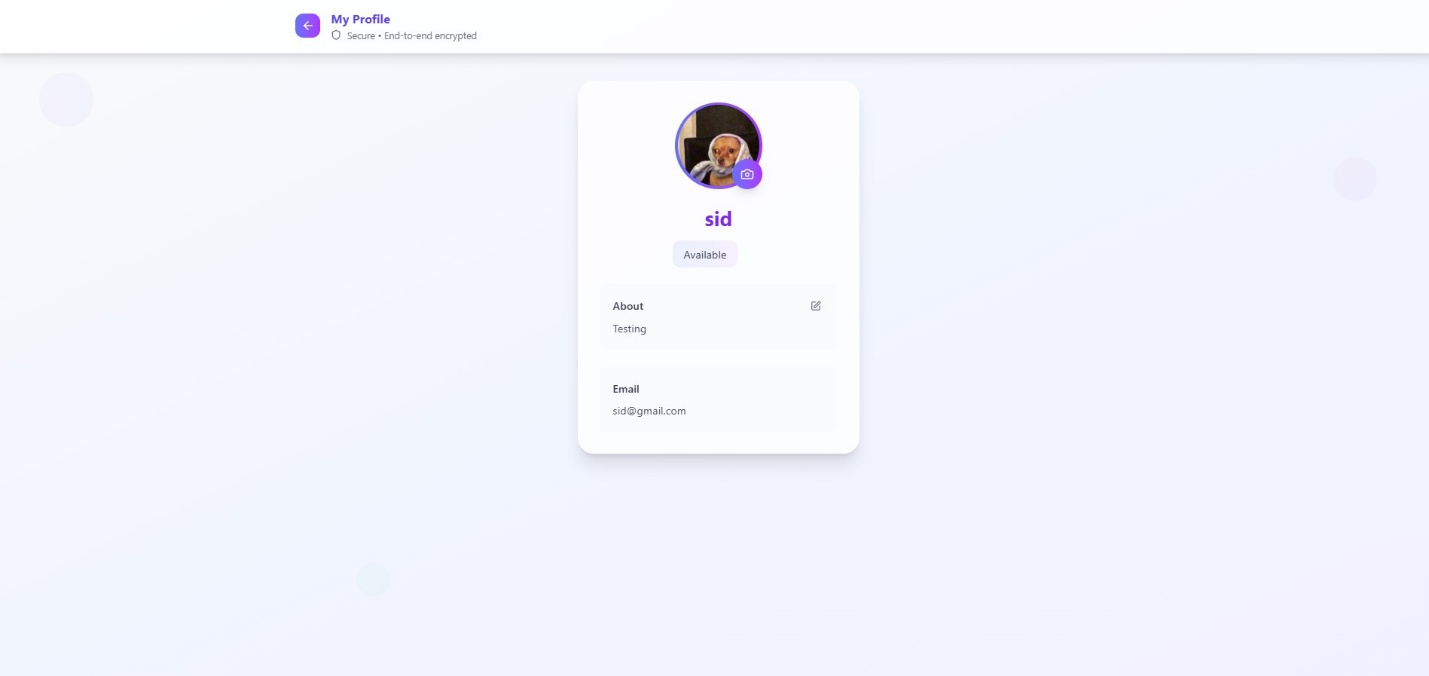 My Profile
Secure • End-to-end encrypted
sid
Available
About
Testing
Email
sid@gmail.com